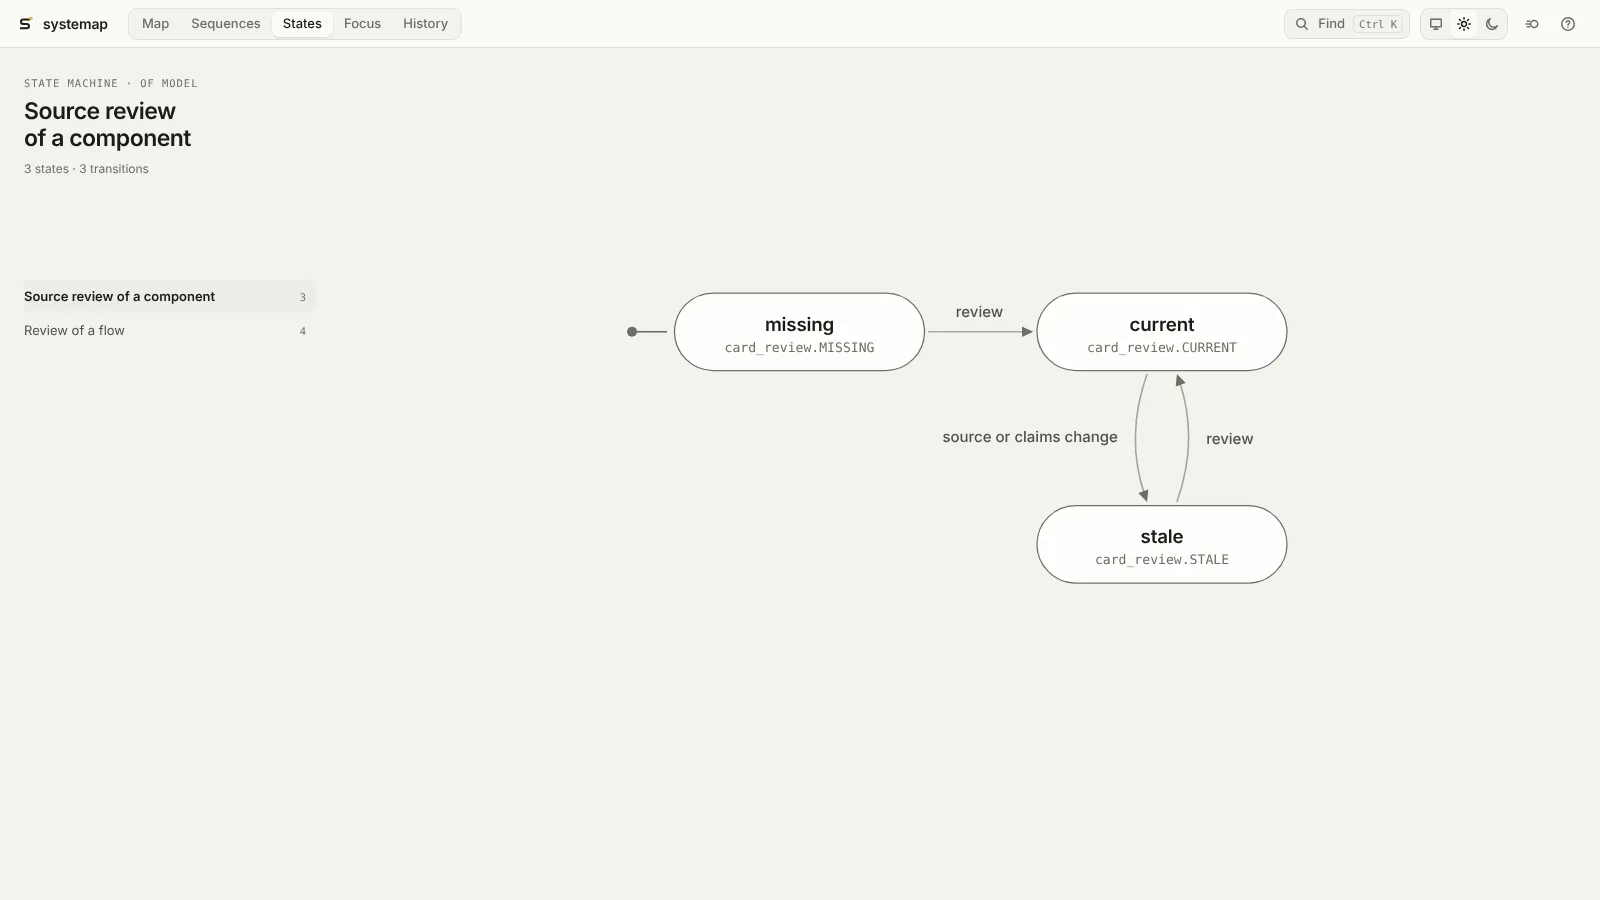 systemap
Map
Sequences
States
Focus
History
Find
Ctrl K
STATE MACHINE · OF MODEL
Source review
of a component
3 states · 3 transitions
Source review of a component 3
Review of a flow 4
missing
card_review.MISSING
review
current
card_review.CURRENT
source or claims change
review
stale
card_review.STALE